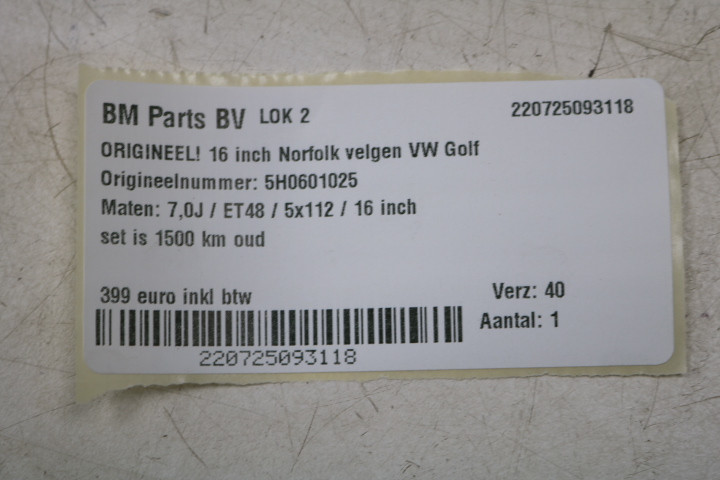 BM Parts BV LOK 2 220725093118
ORIGINEEL! 16 inch Norfolk velgen VW Golf
Origineelnummer: 5H0601025
Maten: 7,0J / ET48 / 5x112 / 16 inch
set is 1500 km oud
399 euro inkl btw Verz: 40
Aantal: 1
220725093118